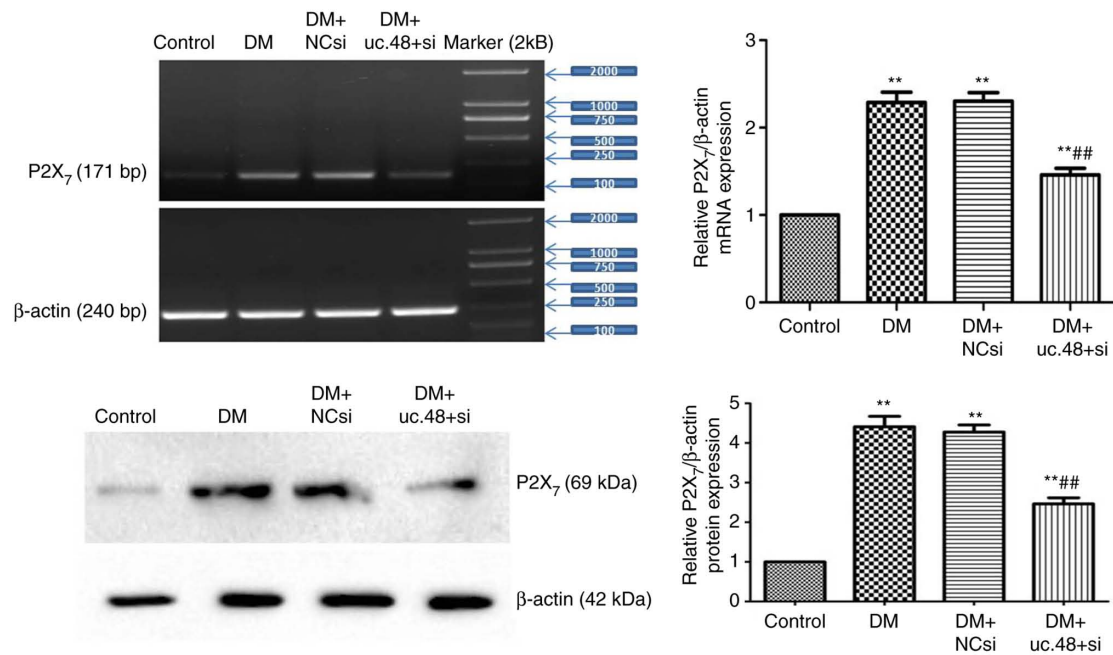 Control DM DM+ NCsi DM+ uc.48+si Marker (2kB)
2000
1000
750
500
250
100
P2X7 (171 bp)
2000
1000
750
500
250
100
β-actin (240 bp)
Relative P2X7/β-actin
mRNA expression
3
2
1
0
** ** **##
Control DM DM+ NCsi DM+ uc.48+si
Control DM DM+ NCsi DM+ uc.48+si
P2X7 (69 kDa)
β-actin (42 kDa)
Relative P2X7/β-actin
protein expression
5
4
3
2
1
0
** ** **##
Control DM DM+ NCsi DM+ uc.48+si